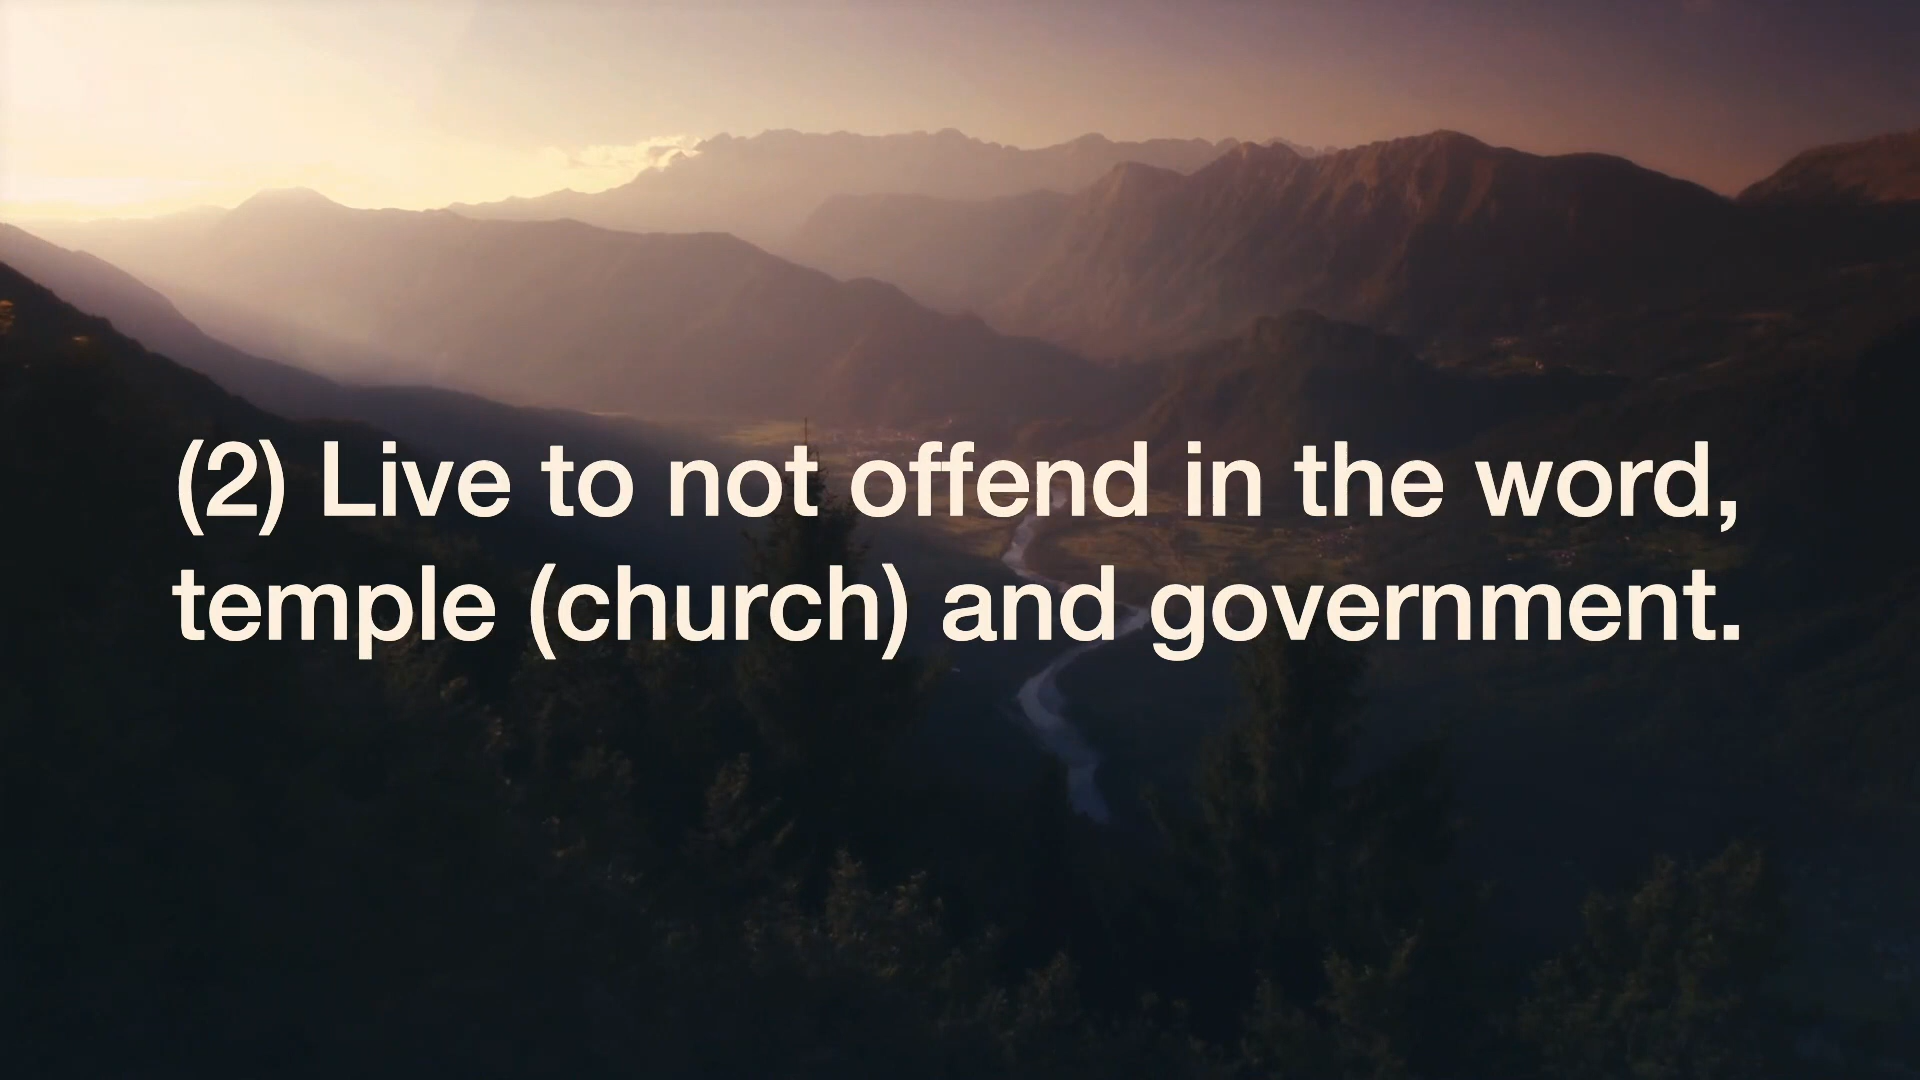 (2) Live to not offend in the word,
temple (church) and government.